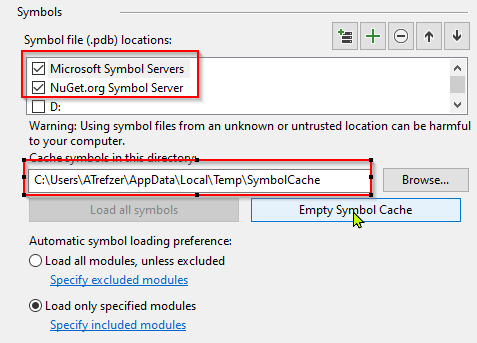 Symbols
Symbol file (.pdb) locations:
Microsoft Symbol Servers
NuGet.org Symbol Server
D:
Warning: Using symbol files from an unknown or untrusted location can be harmful
to your computer.
Cache symbols in this directory:
C:\Users\ATrefzer\AppData\Local\Temp\SymbolCache
Browse...
Load all symbols
Empty Symbol Cache
Automatic symbol loading preference:
Load all modules, unless excluded
Specify excluded modules
Load only specified modules
Specify included modules